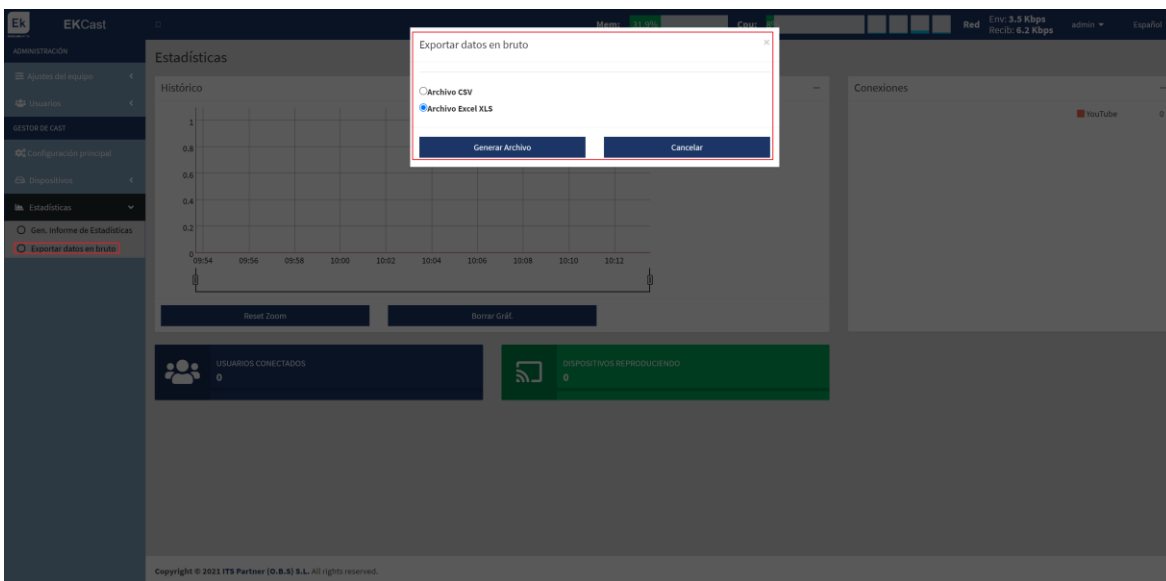 Ek
EKCast
Mem: 31.9%
Cpu:
Red
Env: 3.5 Kbps
Recib: 6.2 Kbps
admin
Español
ADMINISTRACIÓN
Ajustes del equipo
Usuarios
GESTOR DE CAST
Configuración principal
Dispositivos
Estadísticas
Gen. Informe de Estadísticas
Exportar datos en bruto
Estadísticas
Histórico
1
0.8
0.6
0.4
0.2
0
09:54 09:56 09:58 10:00 10:02 10:04 10:06 10:08 10:10 10:12
Reset Zoom
Borrar Gráf.
Exportar datos en bruto
×
Archivo CSV
Archivo Excel XLS
Generar Archivo
Cancelar
Conexiones
YouTube 0
USUARIOS CONECTADOS
0
DISPOSITIVOS REPRODUCIENDO
0
Copyright © 2021 ITS Partner (O.B.S) S.L. All rights reserved.